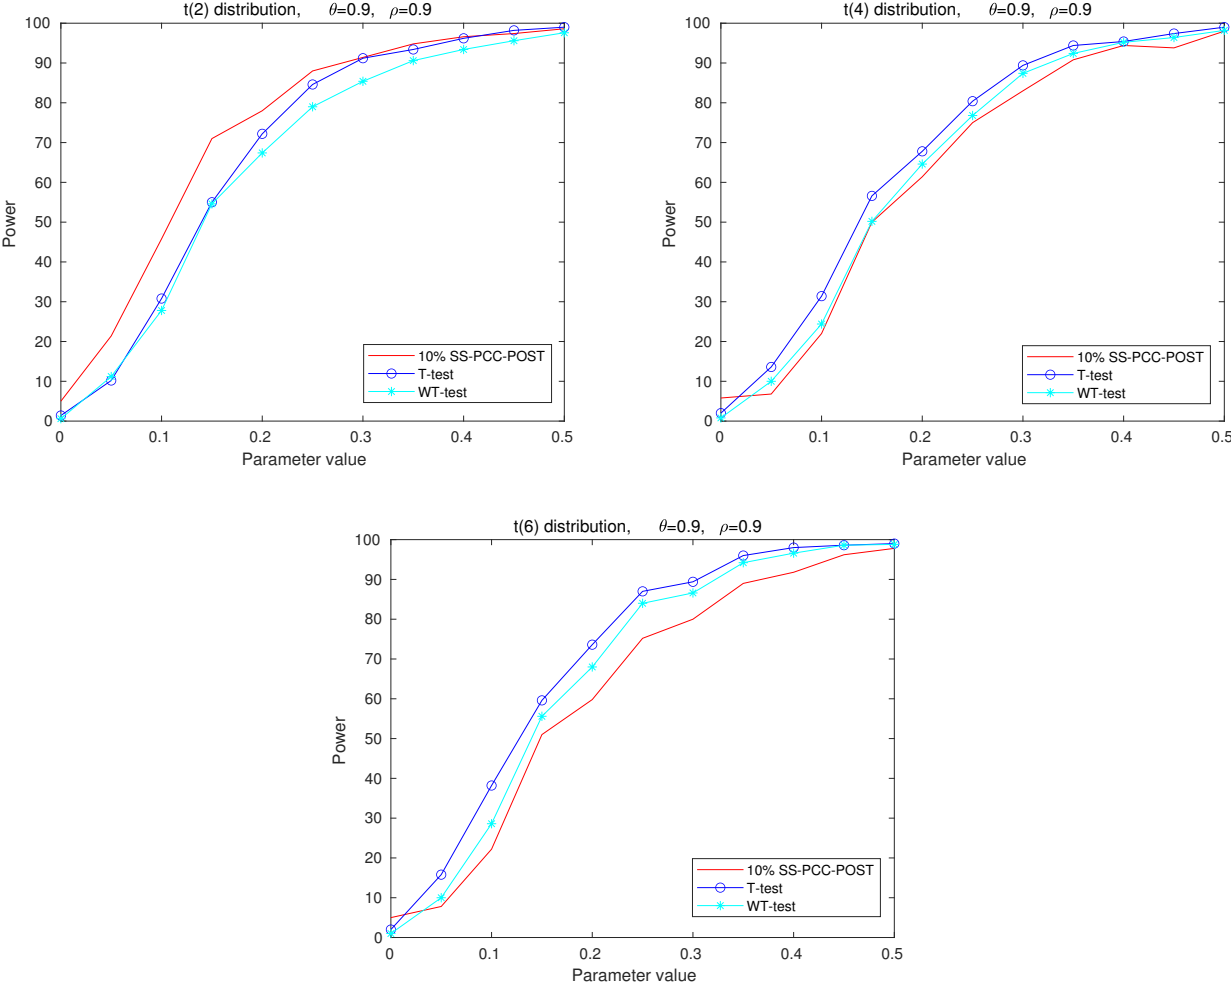 t(2) distribution, θ=0.9, ρ=0.9
100
90
80
70
60
50
40
30
20
10
0
Power
10% SS-PCC-POST
T-test
WT-test
0 0.1 0.2 0.3 0.4 0.5
Parameter value
t(4) distribution, θ=0.9, ρ=0.9
100
90
80
70
60
50
40
30
20
10
0
Power
10% SS-PCC-POST
T-test
WT-test
0 0.1 0.2 0.3 0.4 0.5
Parameter value
t(6) distribution, θ=0.9, ρ=0.9
100
90
80
70
60
50
40
30
20
10
0
Power
10% SS-PCC-POST
T-test
WT-test
0 0.1 0.2 0.3 0.4 0.5
Parameter value